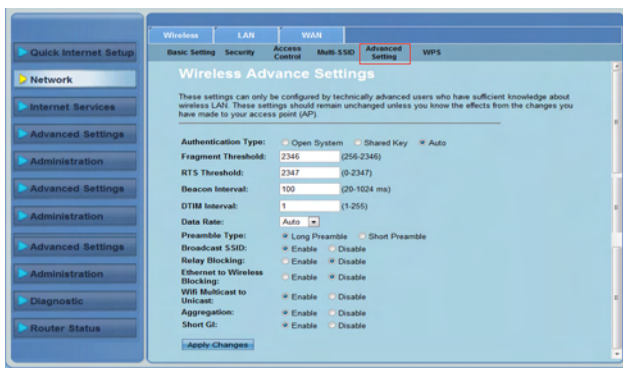 Wireless LAN WAN
Basic Setting Security Access Control Multi-SSID Advanced Setting WPS
Quick Internet Setup
Network
Internet Services
Advanced Settings
Administration
Advanced Settings
Administration
Advanced Settings
Administration
Diagnostic
Router Status
Wireless Advance Settings
These settings can only be configured by technically advanced users who have sufficient knowledge about
wireless LAN. These settings should remain unchanged unless you know the effects from the changes you
have made to your access point (AP).
Authentication Type: Open System Shared Key Auto
Fragment Threshold: 2346 (256-2346)
RTS Threshold: 2347 (0-2347)
Beacon Interval: 100 (20-1024 ms)
DTIM Interval: 1 (1-255)
Data Rate: Auto
Preamble Type: Long Preamble Short Preamble
Broadcast SSID: Enable Disable
Relay Blocking: Enable Disable
Ethernet to Wireless
Blocking: Enable Disable
Wifi Multicast to
Unicast: Enable Disable
Aggregation: Enable Disable
Short GI: Enable Disable
Apply Changes